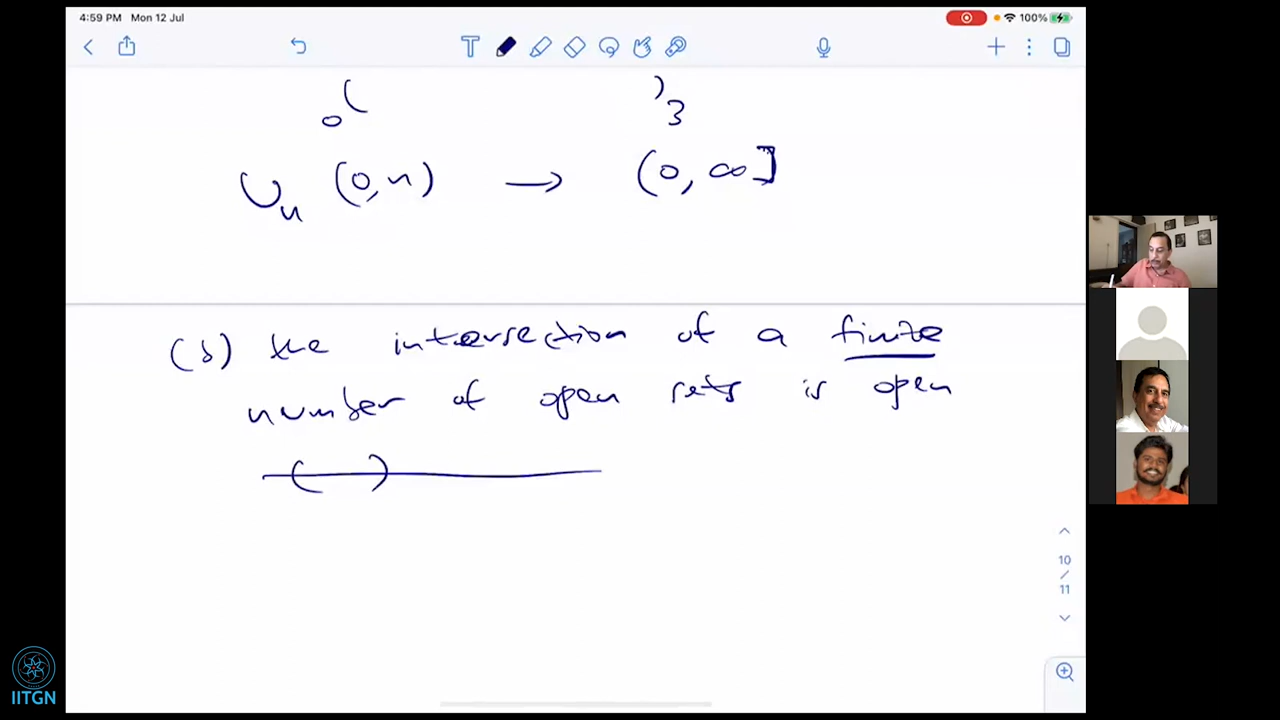 4:59 PM Mon 12 Jul
100%
0 ( ) 3
∪n (0,n) → (0, ∞]
(b) the intersection of a finite
number of open sets is open
( )
10
/
11
IITGN